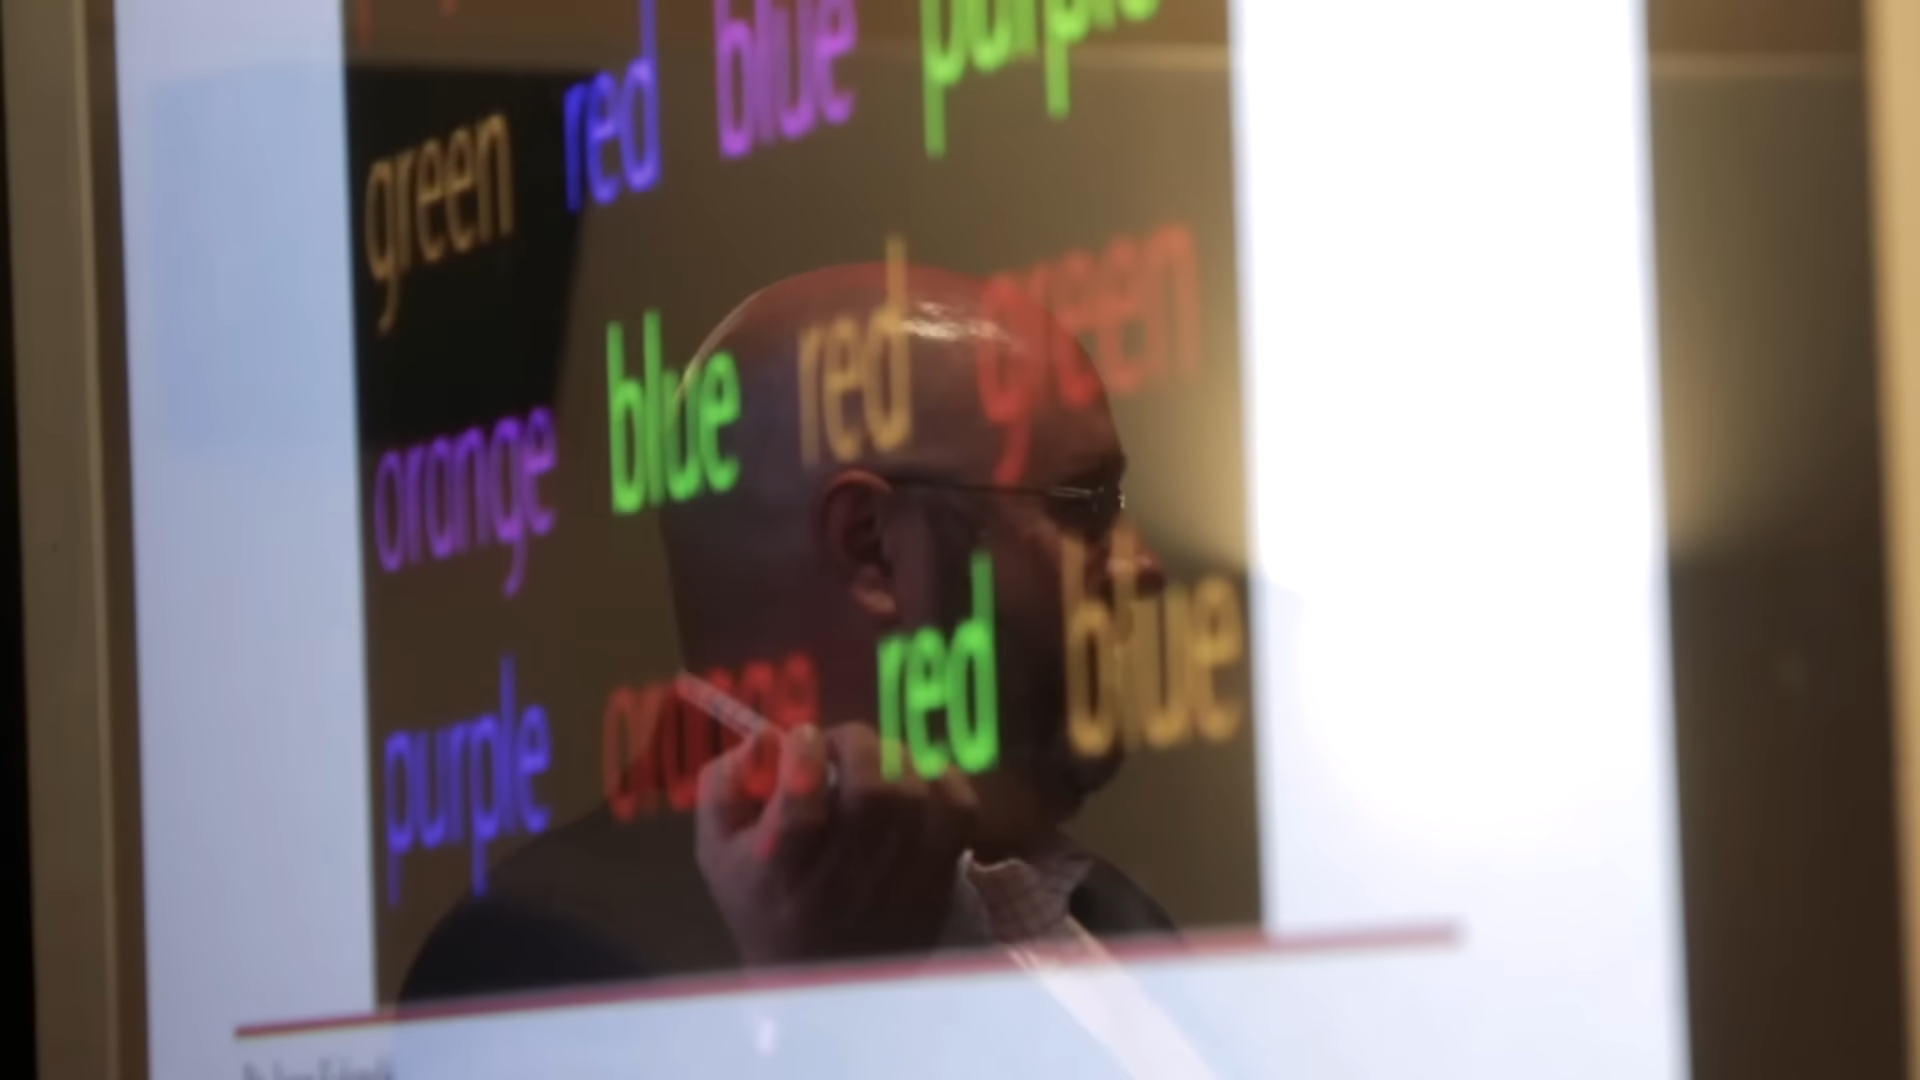 blue purple
green red
orange blue red green
purple orange red blue